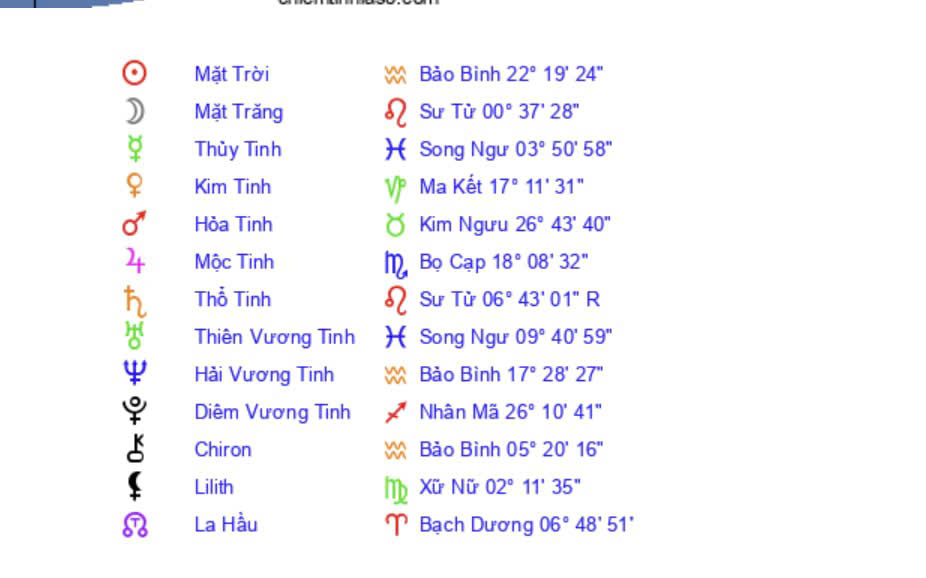 chiemtinhlaso.com
Mặt Trời Bảo Bình 22° 19' 24"
Mặt Trăng Sư Tử 00° 37' 28"
Thủy Tinh Song Ngư 03° 50' 58"
Kim Tinh Ma Kết 17° 11' 31"
Hỏa Tinh Kim Ngưu 26° 43' 40"
Mộc Tinh Bọ Cạp 18° 08' 32"
Thổ Tinh Sư Tử 06° 43' 01" R
Thiên Vương Tinh Song Ngư 09° 40' 59"
Hải Vương Tinh Bảo Bình 17° 28' 27"
Diêm Vương Tinh Nhân Mã 26° 10' 41"
Chiron Bảo Bình 05° 20' 16"
Lilith Xữ Nữ 02° 11' 35"
La Hầu Bạch Dương 06° 48' 51'